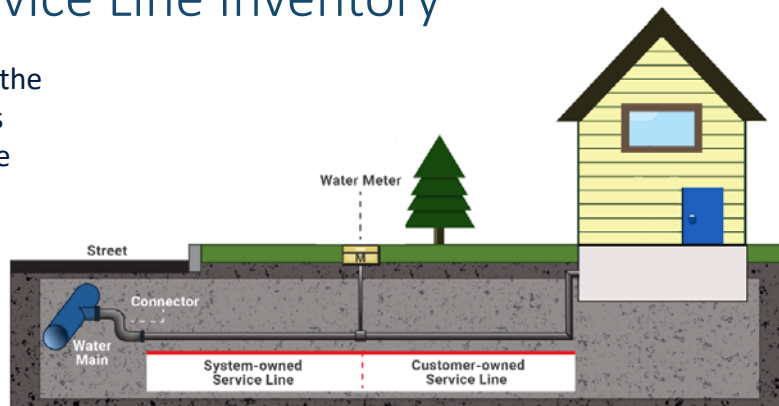 vice Line Inventory
the
s
e
Water Meter
Street
M
Connector
Water
Main
System-owned
Service Line
Customer-owned
Service Line